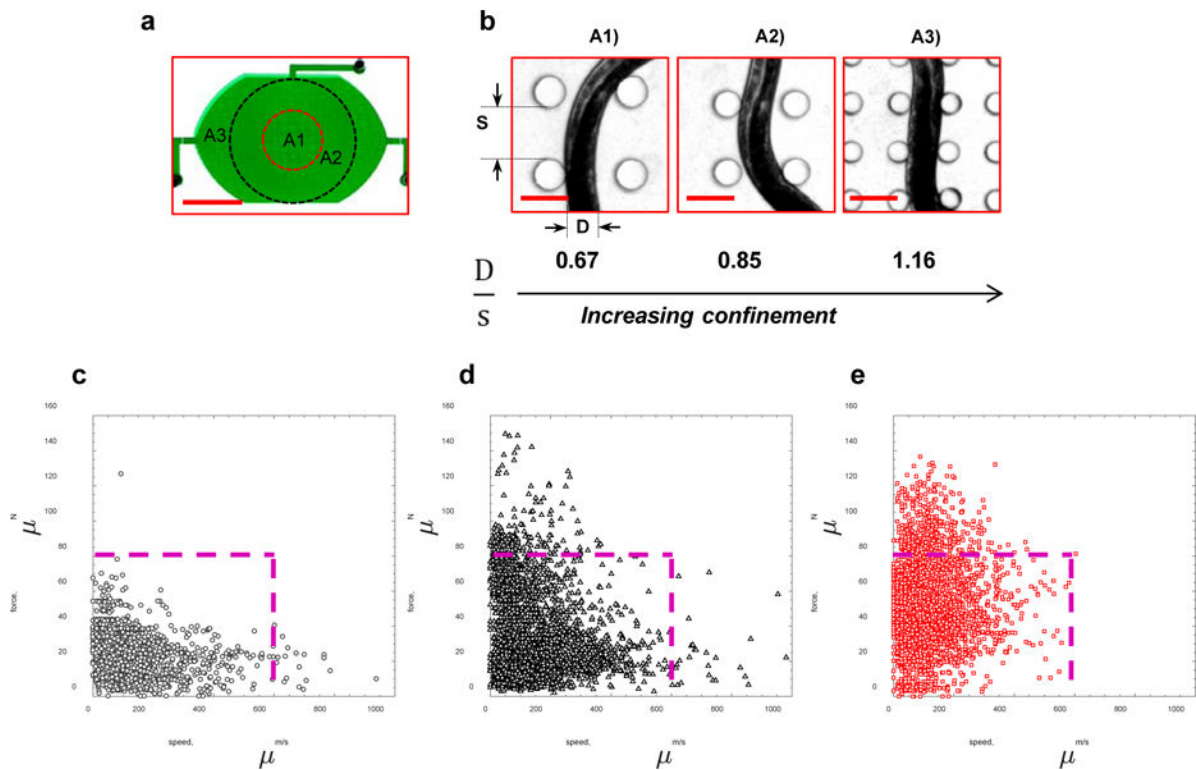 a
A3
A1
A2
b
A1)
A2)
A3)
S
D
D
S
0.67
0.85
1.16
Increasing confinement
c
160
140
120
100
80
60
40
20
0
force, μ N
0 200 400 600 800 1000
speed, μ m/s
d
160
140
120
100
80
60
40
20
0
force, μ N
0 200 400 600 800 1000
speed, μ m/s
e
160
140
120
100
80
60
40
20
0
force, μ N
0 200 400 600 800 1000
speed, μ m/s